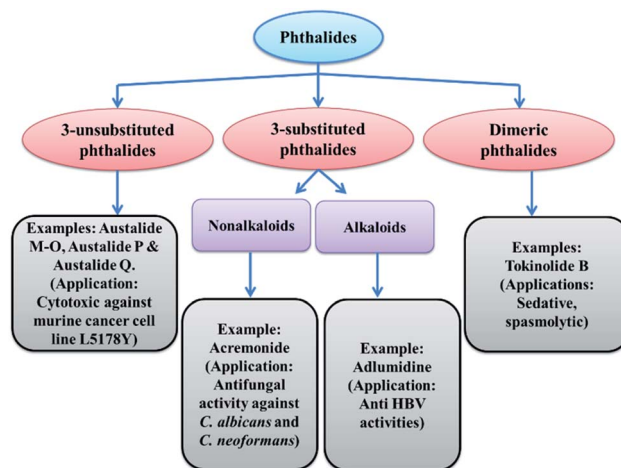 Phthalides
3-unsubstituted
phthalides
3-substituted
phthalides
Dimeric
phthalides
Nonalkaloids
Alkaloids
Examples: Austalide
M-O, Austalide P &
Austalide Q.
(Application:
Cytotoxic against
murine cancer cell
line L5178Y)
Example:
Acremonide
(Application:
Antifungal
activity against
C. albicans and
C. neoformans)
Example:
Adlumidine
(Application:
Anti HBV
activities)
Examples:
Tokinolide B
(Applications:
Sedative,
spasmolytic)